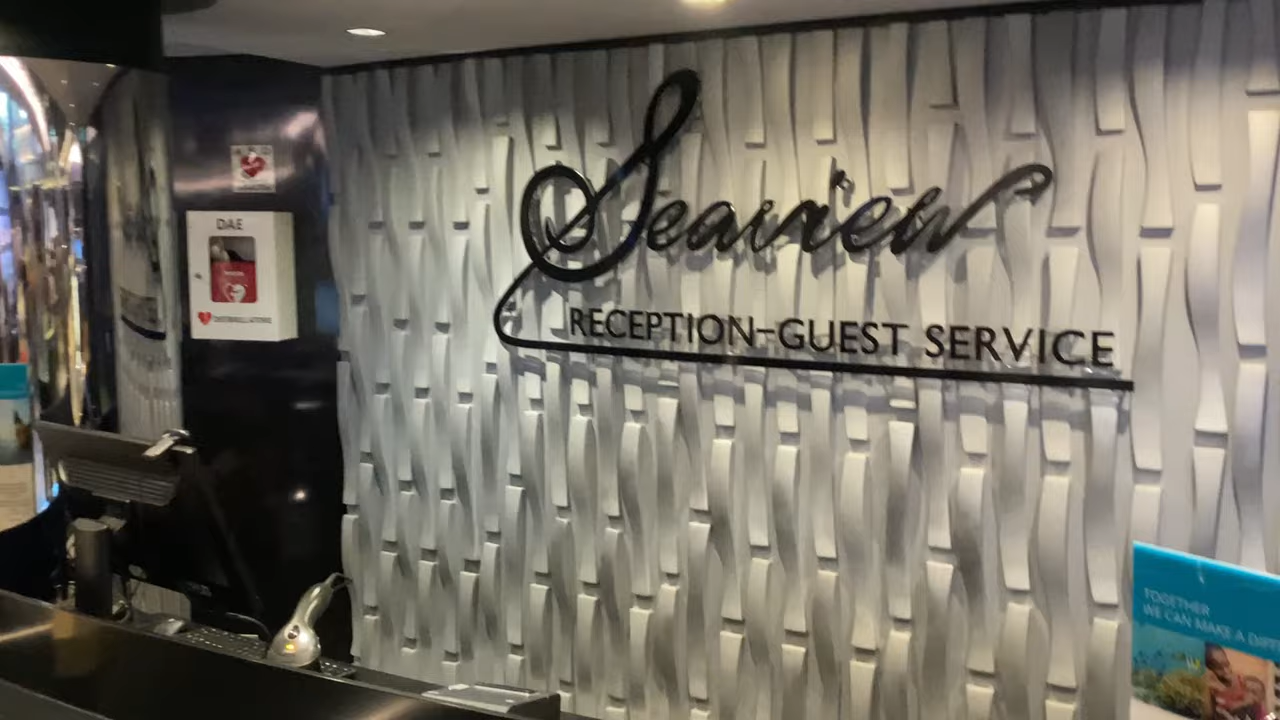 DAE
Seaview
RECEPTION-GUEST SERVICE
TOGETHER
WE CAN MAKE A DIFF